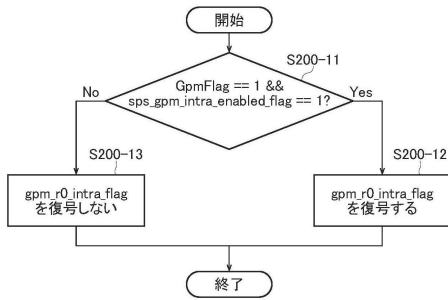 開始
S200-11
GpmFlag == 1 &&
sps_gpm_intra_enabled_flag == 1?
No
Yes
S200-13
S200-12
gpm_r0_intra_flag
を復号しない
gpm_r0_intra_flag
を復号する
終了